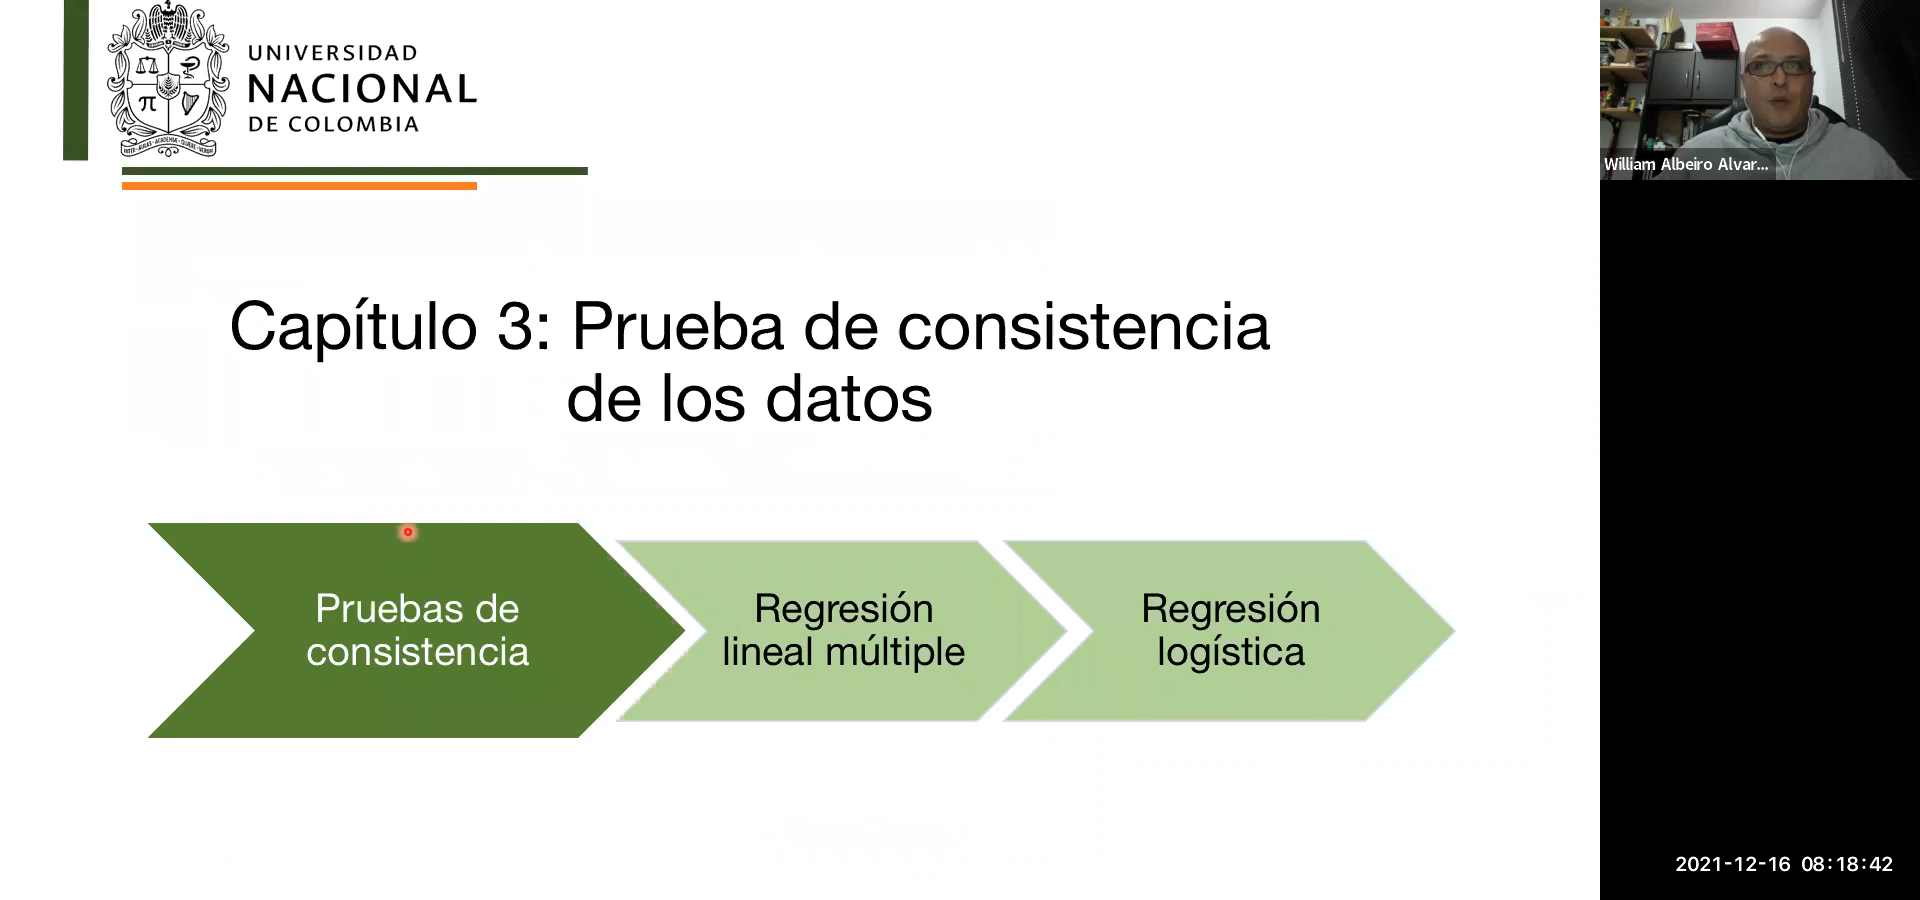 UNIVERSIDAD
NACIONAL
DE COLOMBIA
π
Capítulo 3: Prueba de consistencia
de los datos
Pruebas de
consistencia
Regresión
lineal múltiple
Regresión
logística
William Albeiro Alvar...
2021-12-16 08:18:42